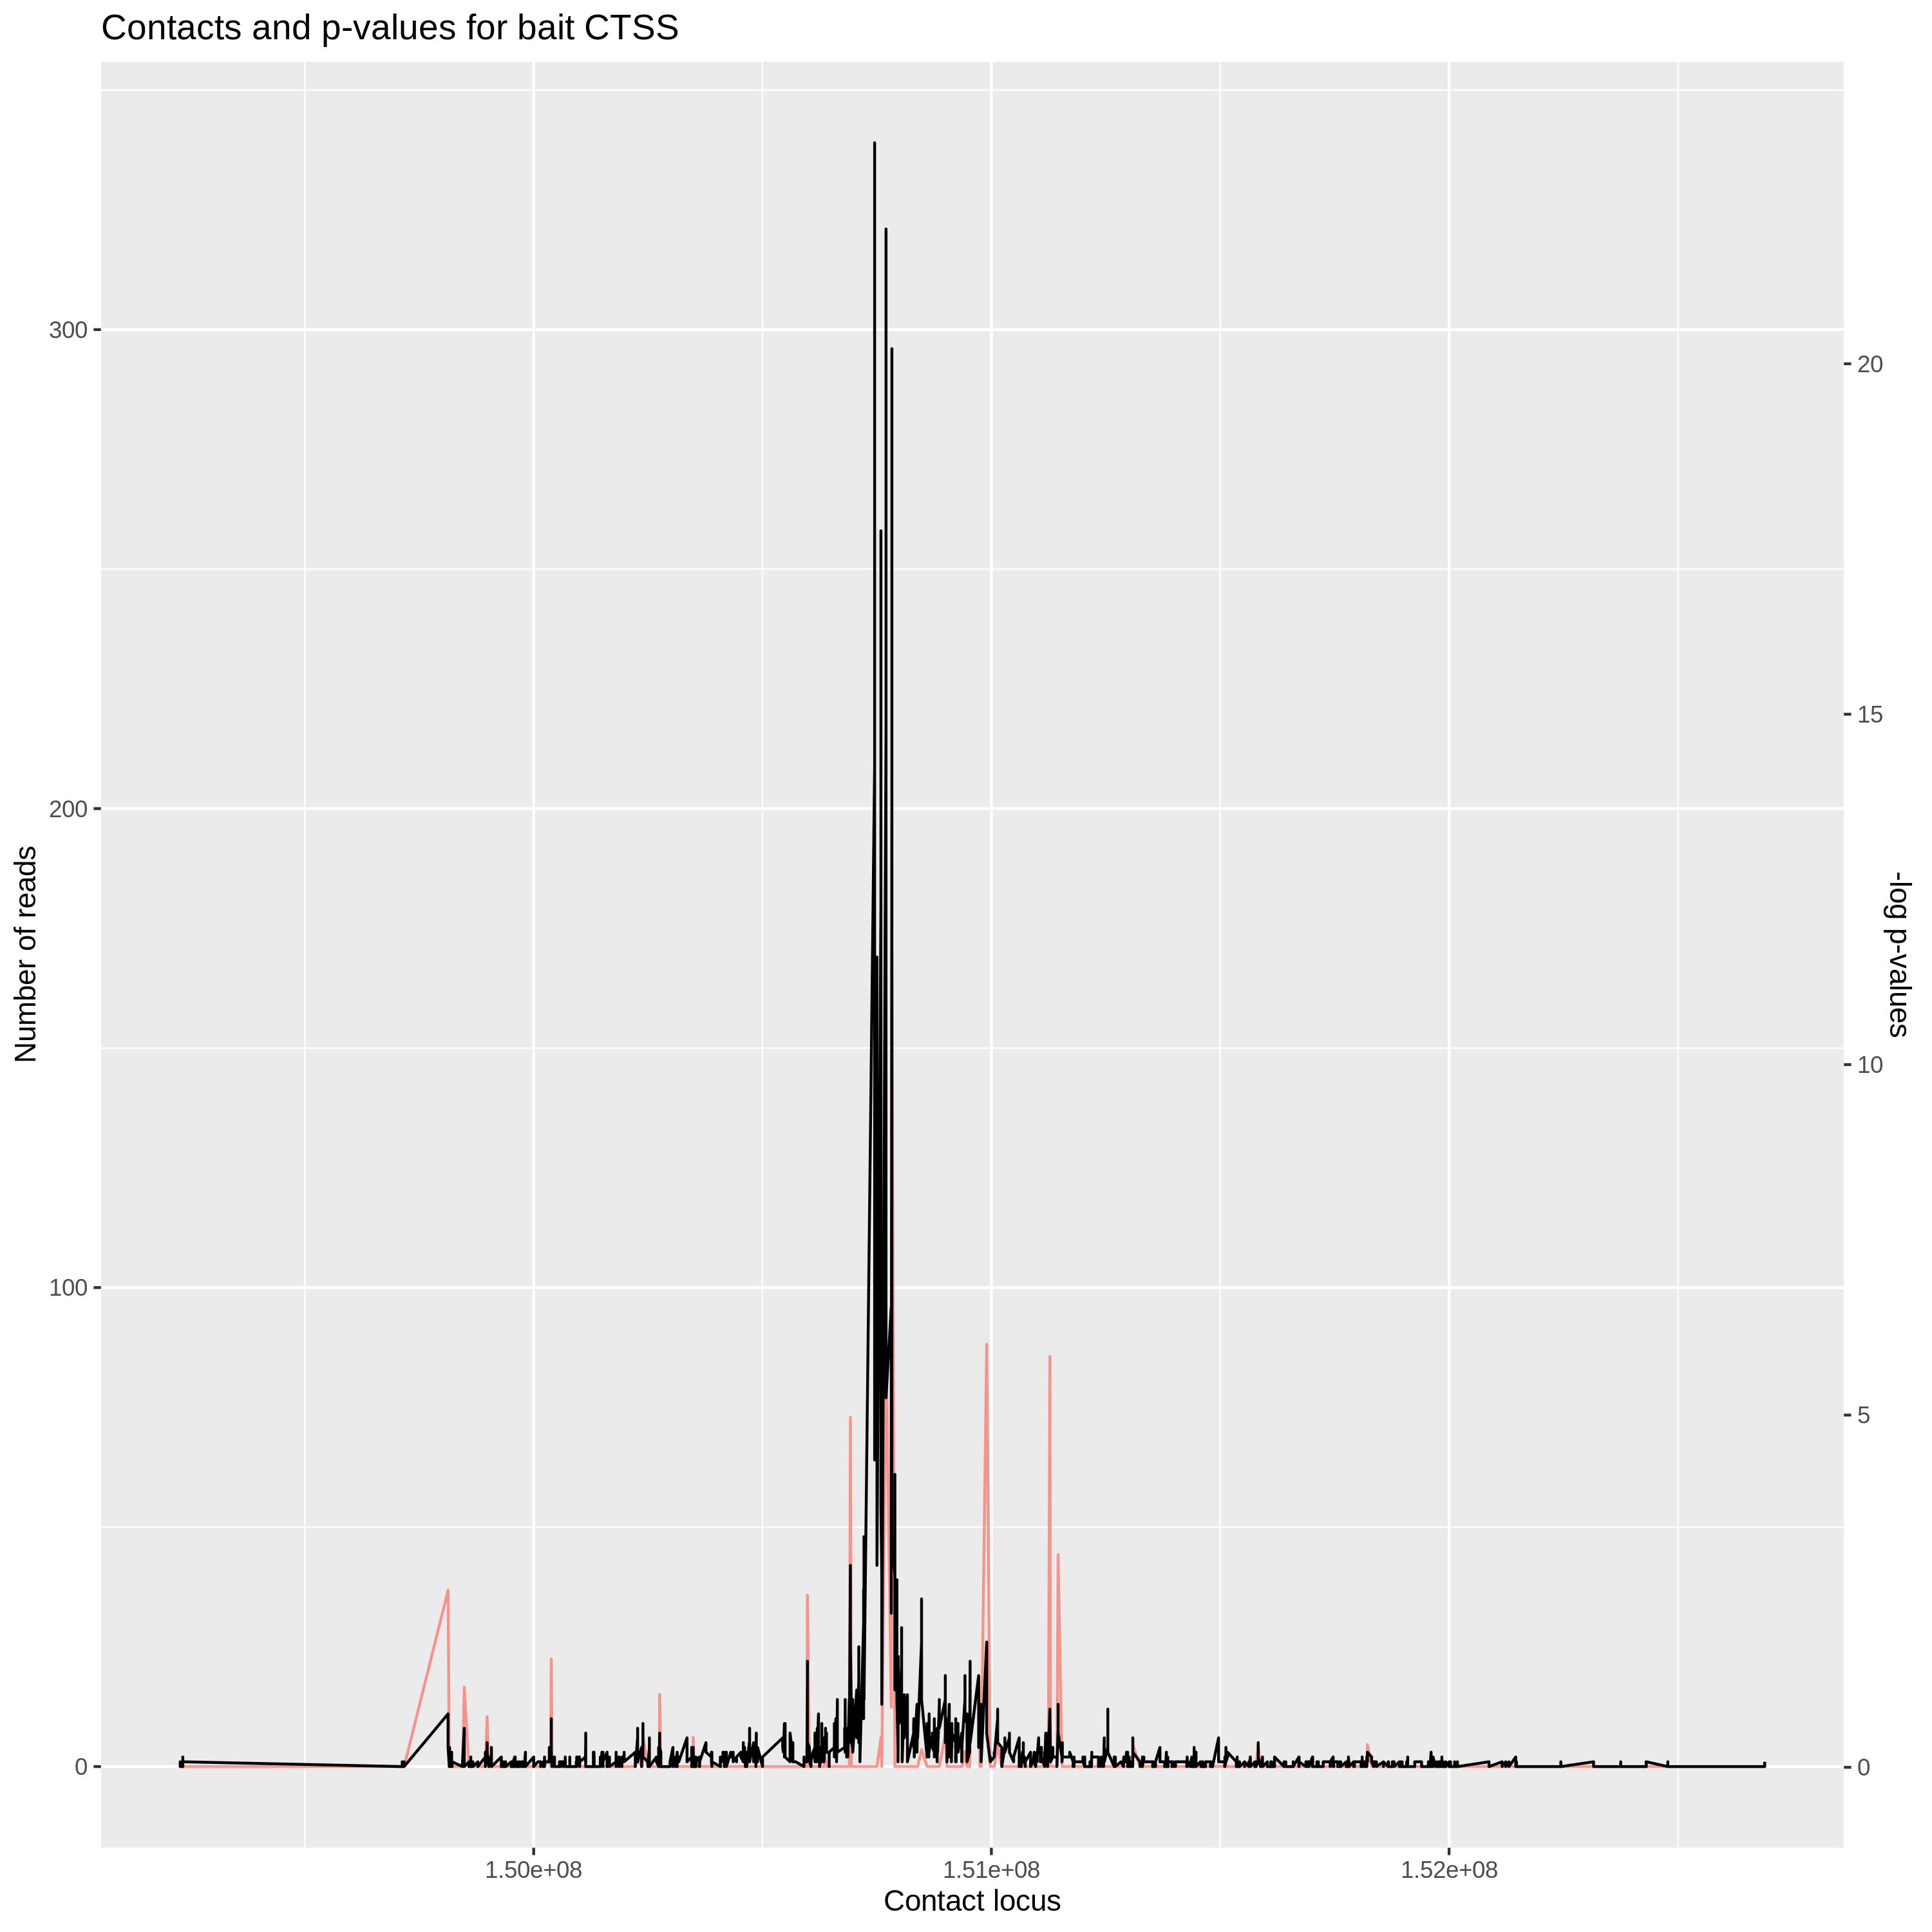 Contacts and p-values for bait CTSS
Number of reads
300
200
100
0
20
15
10
5
0
-log p-values
1.50e+08
1.51e+08
1.52e+08
Contact locus